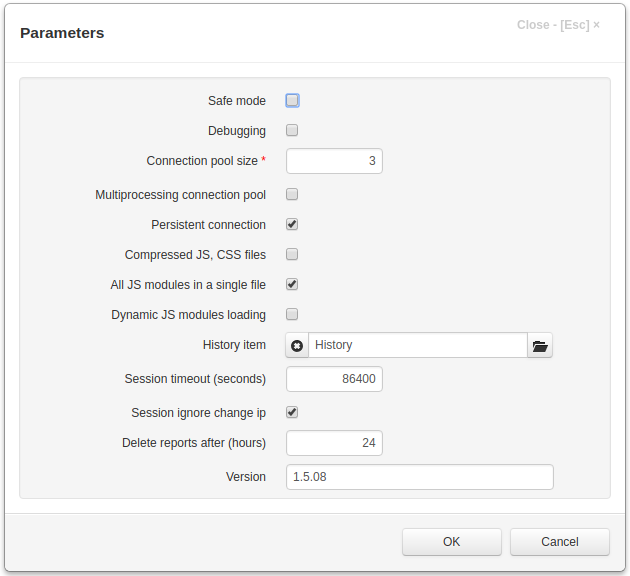 Parameters
Close - [Esc] ×
Safe mode
Debugging
Connection pool size * 3
Multiprocessing connection pool
Persistent connection
Compressed JS, CSS files
All JS modules in a single file
Dynamic JS modules loading
History item History
Session timeout (seconds) 86400
Session ignore change ip
Delete reports after (hours) 24
Version 1.5.08
OK Cancel